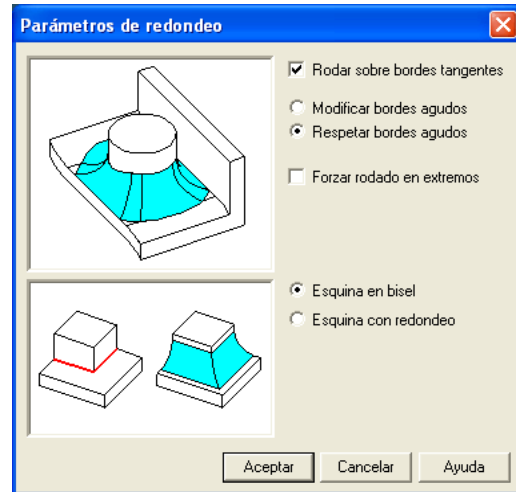 Parámetros de redondeo
Rodar sobre bordes tangentes
Modificar bordes agudos
Respetar bordes agudos
Forzar rodado en extremos
Esquina en bisel
Esquina con redondeo
Aceptar
Cancelar
Ayuda